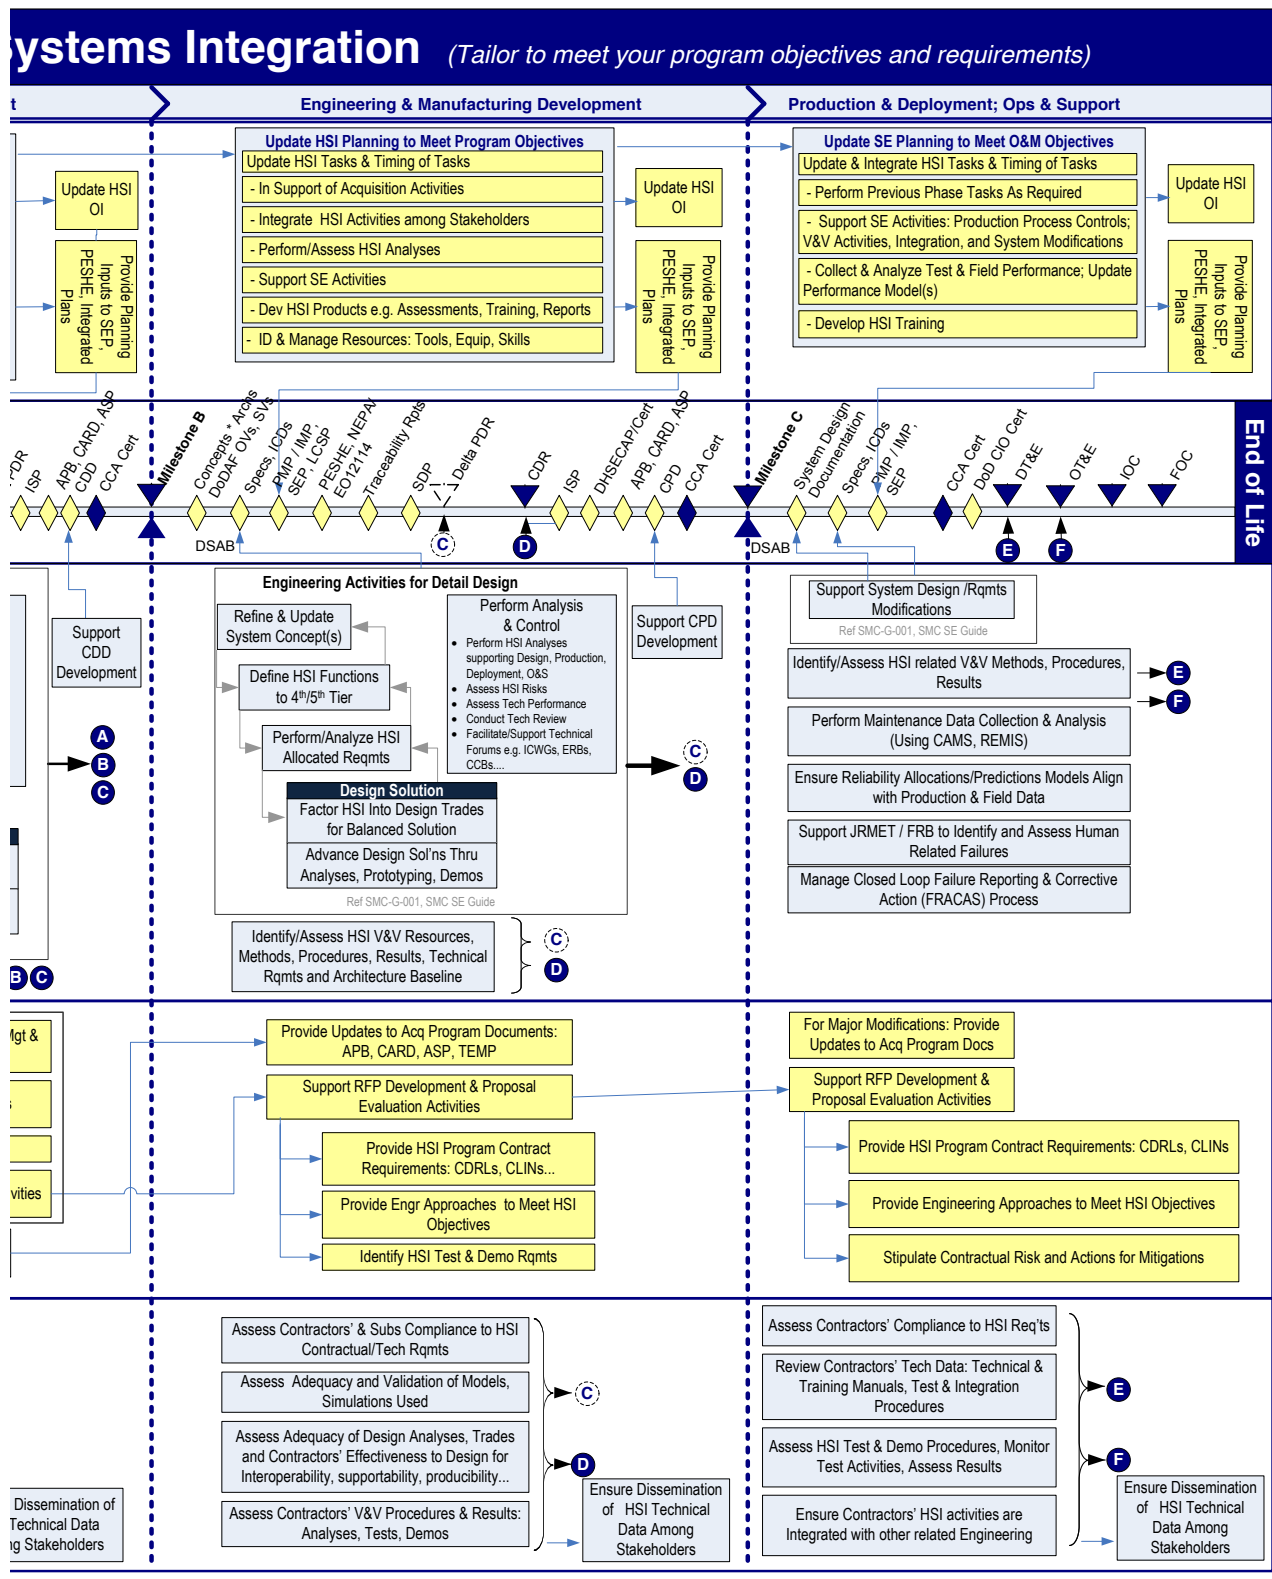 ystems Integration (Tailor to meet your program objectives and requirements)
t
Engineering & Manufacturing Development
Production & Deployment; Ops & Support
Update HSI
OI
Provide Planning
Inputs to SEP,
PESHE, Integrated
Plans
Update HSI Planning to Meet Program Objectives
Update HSI Tasks & Timing of Tasks
- In Support of Acquisition Activities
- Integrate HSI Activities among Stakeholders
- Perform/Assess HSI Analyses
- Support SE Activities
- Dev HSI Products e.g. Assessments, Training, Reports
- ID & Manage Resources: Tools, Equip, Skills
Update HSI
OI
Provide Planning
Inputs to SEP,
PESHE, Integrated
Plans
Update SE Planning to Meet O&M Objectives
Update & Integrate HSI Tasks & Timing of Tasks
- Perform Previous Phase Tasks As Required
- Support SE Activities: Production Process Controls;
V&V Activities, Integration, and System Modifications
- Collect & Analyze Test & Field Performance; Update
Performance Model(s)
- Develop HSI Training
Update HSI
OI
Provide Planning
Inputs to SEP,
PESHE, Integrated
Plans
PDR
ISP
APB, CARD, ASP
CDD
CCA Cert
Milestone B
Concepts * Archs
DoDAF OVs, SVs
Specs, ICDs
PMP / IMP,
SEP, LCSP
PESHE, NEPA/
EO12114
Traceability Rpts
SDP
Delta PDR
CDR
ISP
DHSECAP/Cert
APB, CARD, ASP
CPD
CCA Cert
Milestone C
System Design
Documentation
Specs, ICDs
PMP / IMP,
SEP
CCA Cert
DoD CIO Cert
DT&E
OT&E
IOC
FOC
End of Life
DSAB
C
D
DSAB
E
F
Support
CDD
Development
A
B
C
B
C
Engineering Activities for Detail Design
Refine & Update
System Concept(s)
Define HSI Functions
to 4th/5th Tier
Perform/Analyze HSI
Allocated Reqmts
Design Solution
Factor HSI Into Design Trades
for Balanced Solution
Advance Design Sol'ns Thru
Analyses, Prototyping, Demos
Ref SMC-G-001, SMC SE Guide
Perform Analysis
& Control
• Perform HSI Analyses
supporting Design, Production,
Deployment, O&S
• Assess HSI Risks
• Assess Tech Performance
• Conduct Tech Review
• Facilitate/Support Technical
Forums e.g. ICWGs, ERBs,
CCBs....
Support CPD
Development
C
D
Identify/Assess HSI V&V Resources,
Methods, Procedures, Results, Technical
Rqmts and Architecture Baseline
C
D
Support System Design /Rqmts
Modifications
Ref SMC-G-001, SMC SE Guide
Identify/Assess HSI related V&V Methods, Procedures,
Results
E
F
Perform Maintenance Data Collection & Analysis
(Using CAMS, REMIS)
Ensure Reliability Allocations/Predictions Models Align
with Production & Field Data
Support JRMET / FRB to Identify and Assess Human
Related Failures
Manage Closed Loop Failure Reporting & Corrective
Action (FRACAS) Process
Mgt &
s
vities
Provide Updates to Acq Program Documents:
APB, CARD, ASP, TEMP
Support RFP Development & Proposal
Evaluation Activities
Provide HSI Program Contract
Requirements: CDRLs, CLINs...
Provide Engr Approaches to Meet HSI
Objectives
Identify HSI Test & Demo Rqmts
For Major Modifications: Provide
Updates to Acq Program Docs
Support RFP Development &
Proposal Evaluation Activities
Provide HSI Program Contract Requirements: CDRLs, CLINs
Provide Engineering Approaches to Meet HSI Objectives
Stipulate Contractual Risk and Actions for Mitigations
Dissemination of
Technical Data
ng Stakeholders
Assess Contractors' & Subs Compliance to HSI
Contractual/Tech Rqmts
Assess Adequacy and Validation of Models,
Simulations Used
Assess Adequacy of Design Analyses, Trades
and Contractors' Effectiveness to Design for
Interoperability, supportability, producibility...
Assess Contractors' V&V Procedures & Results:
Analyses, Tests, Demos
C
D
Ensure Dissemination
of HSI Technical
Data Among
Stakeholders
Assess Contractors' Compliance to HSI Req'ts
Review Contractors' Tech Data: Technical &
Training Manuals, Test & Integration
Procedures
Assess HSI Test & Demo Procedures, Monitor
Test Activities, Assess Results
Ensure Contractors' HSI activities are
Integrated with other related Engineering
E
F
Ensure Dissemination
of HSI Technical
Data Among
Stakeholders